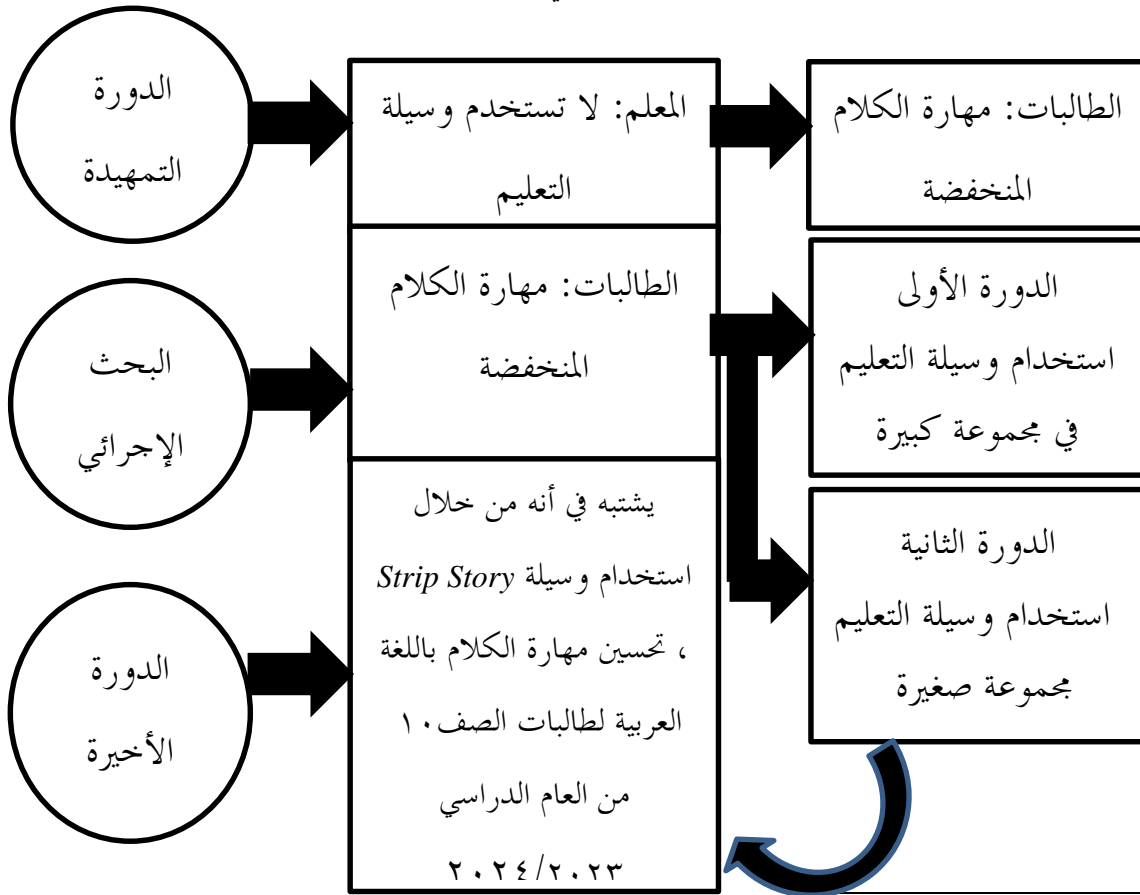 الدورة
التمهيدة
المعلم: لا تستخدم وسيلة
التعليم
الطالبات: مهارة الكلام
المنخفضة
البحث
الإجرائي
الطالبات: مهارة الكلام
المنخفضة
الدورة الأولى
استخدام وسيلة التعليم
في مجموعة كبيرة
الدورة الثانية
استخدام وسيلة التعليم
مجموعة صغيرة
الدورة
الأخيرة
يشتبه في أنه من خلال
استخدام وسيلة Strip Story
، تحسين مهارة الكلام باللغة
العربية لطالبات الصف١٠
من العام الدراسي
٢٠٢٤/٢٠٢٣